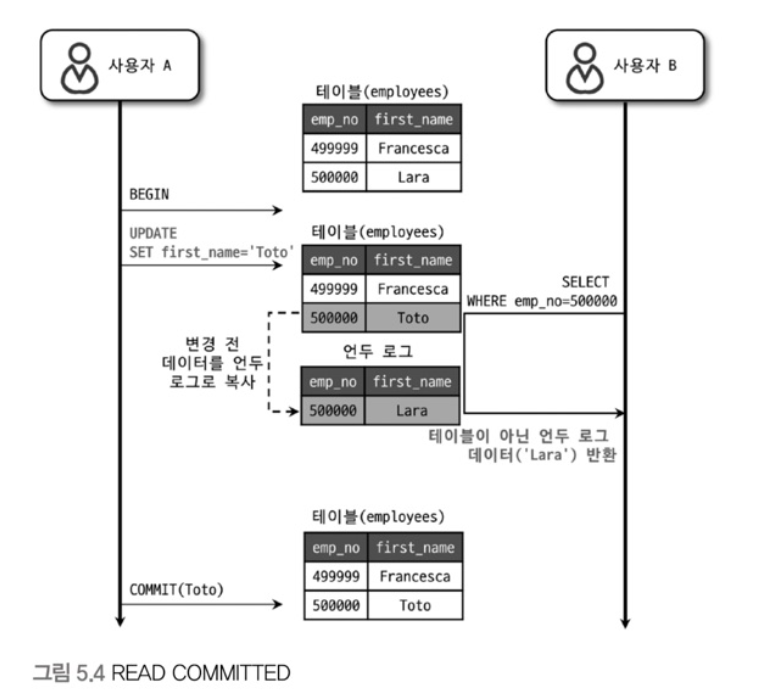 사용자 A
사용자 B
테이블(employees)
emp_no first_name
499999 Francesca
500000 Lara
BEGIN
UPDATE
SET first_name='Toto'
테이블(employees)
emp_no first_name
499999 Francesca
500000 Toto
SELECT
WHERE emp_no=500000
변경 전
데이터를 언두
로그로 복사
언두 로그
emp_no first_name
500000 Lara
테이블이 아닌 언두 로그
데이터('Lara') 반환
테이블(employees)
emp_no first_name
499999 Francesca
500000 Toto
COMMIT(Toto)
그림 5.4 READ COMMITTED